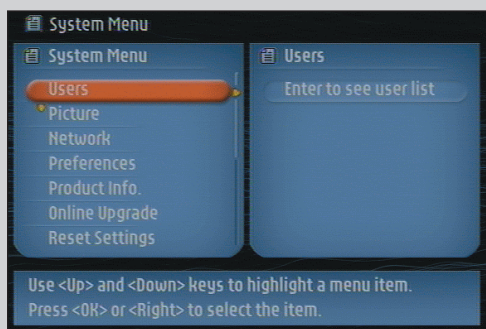 System Menu
System Menu
Users
Picture
Network
Preferences
Product Info.
Online Upgrade
Reset Settings
Users
Enter to see user list
Use <Up> and <Down> keys to highlight a menu item.
Press <OK> or <Right> to select the item.